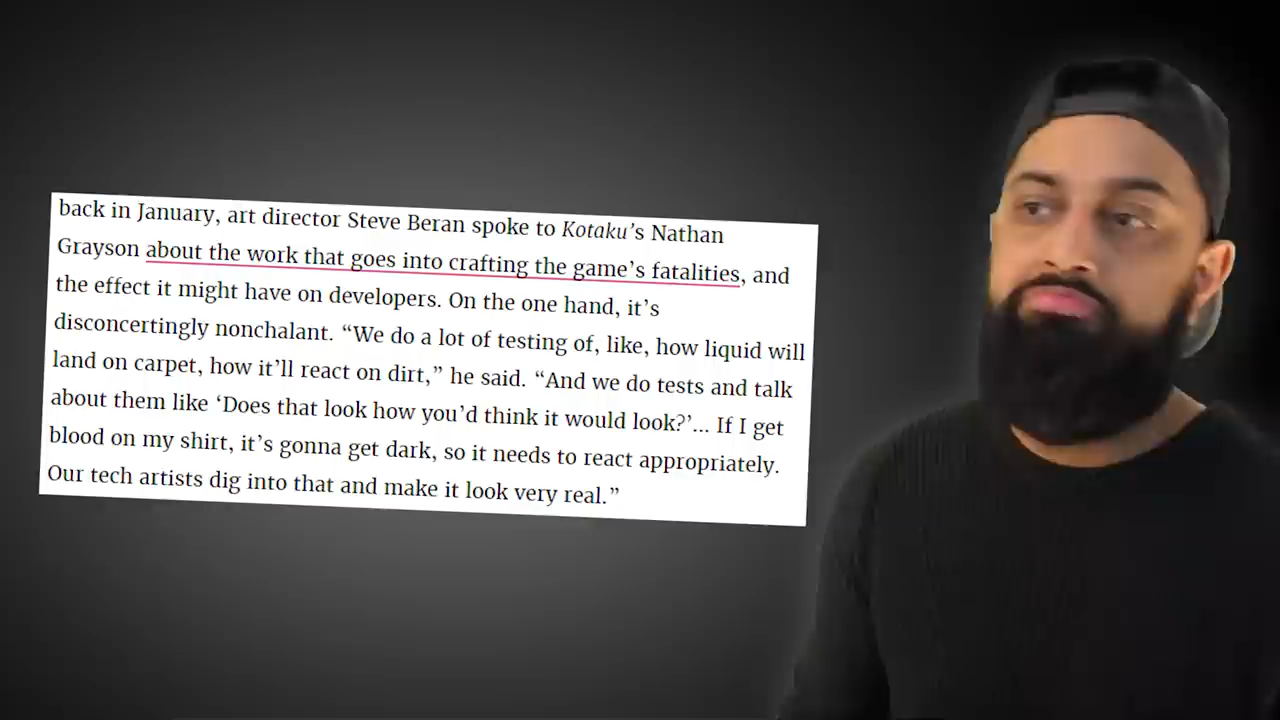 back in January, art director Steve Beran spoke to Kotaku’s Nathan
Grayson about the work that goes into crafting the game’s fatalities, and
the effect it might have on developers. On the one hand, it’s
disconcertingly nonchalant. “We do a lot of testing of, like, how liquid will
land on carpet, how it’ll react on dirt,” he said. “And we do tests and talk
about them like ‘Does that look how you’d think it would look?’... If I get
blood on my shirt, it’s gonna get dark, so it needs to react appropriately.
Our tech artists dig into that and make it look very real.”